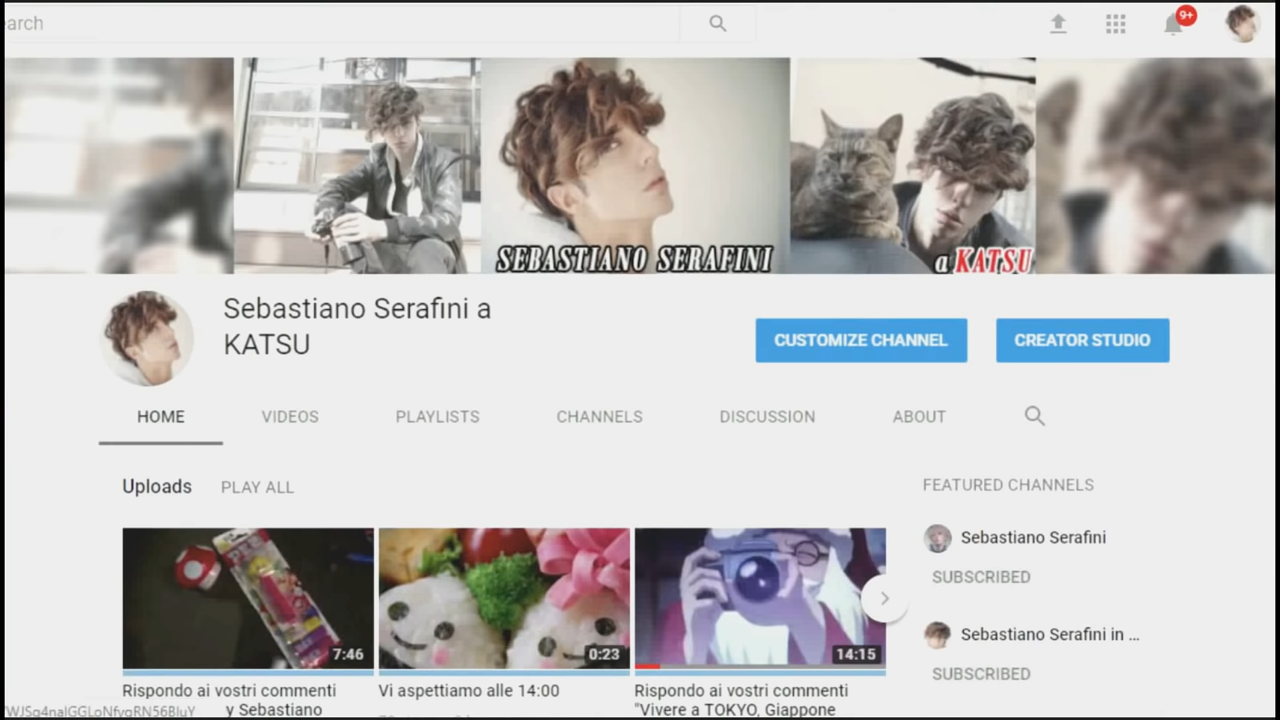 earch
9+
SEBASTIANO SERAFINI
a KATSU
Sebastiano Serafini a
KATSU
CUSTOMIZE CHANNEL
CREATOR STUDIO
HOME
VIDEOS
PLAYLISTS
CHANNELS
DISCUSSION
ABOUT
Uploads
PLAY ALL
FEATURED CHANNELS
Sebastiano Serafini
SUBSCRIBED
Sebastiano Serafini in ...
SUBSCRIBED
7:46
0:23
14:15
Rispondo ai vostri commenti
y Sebastiano
Vi aspettiamo alle 14:00
Rispondo ai vostri commenti
"Vivere a TOKYO, Giappone